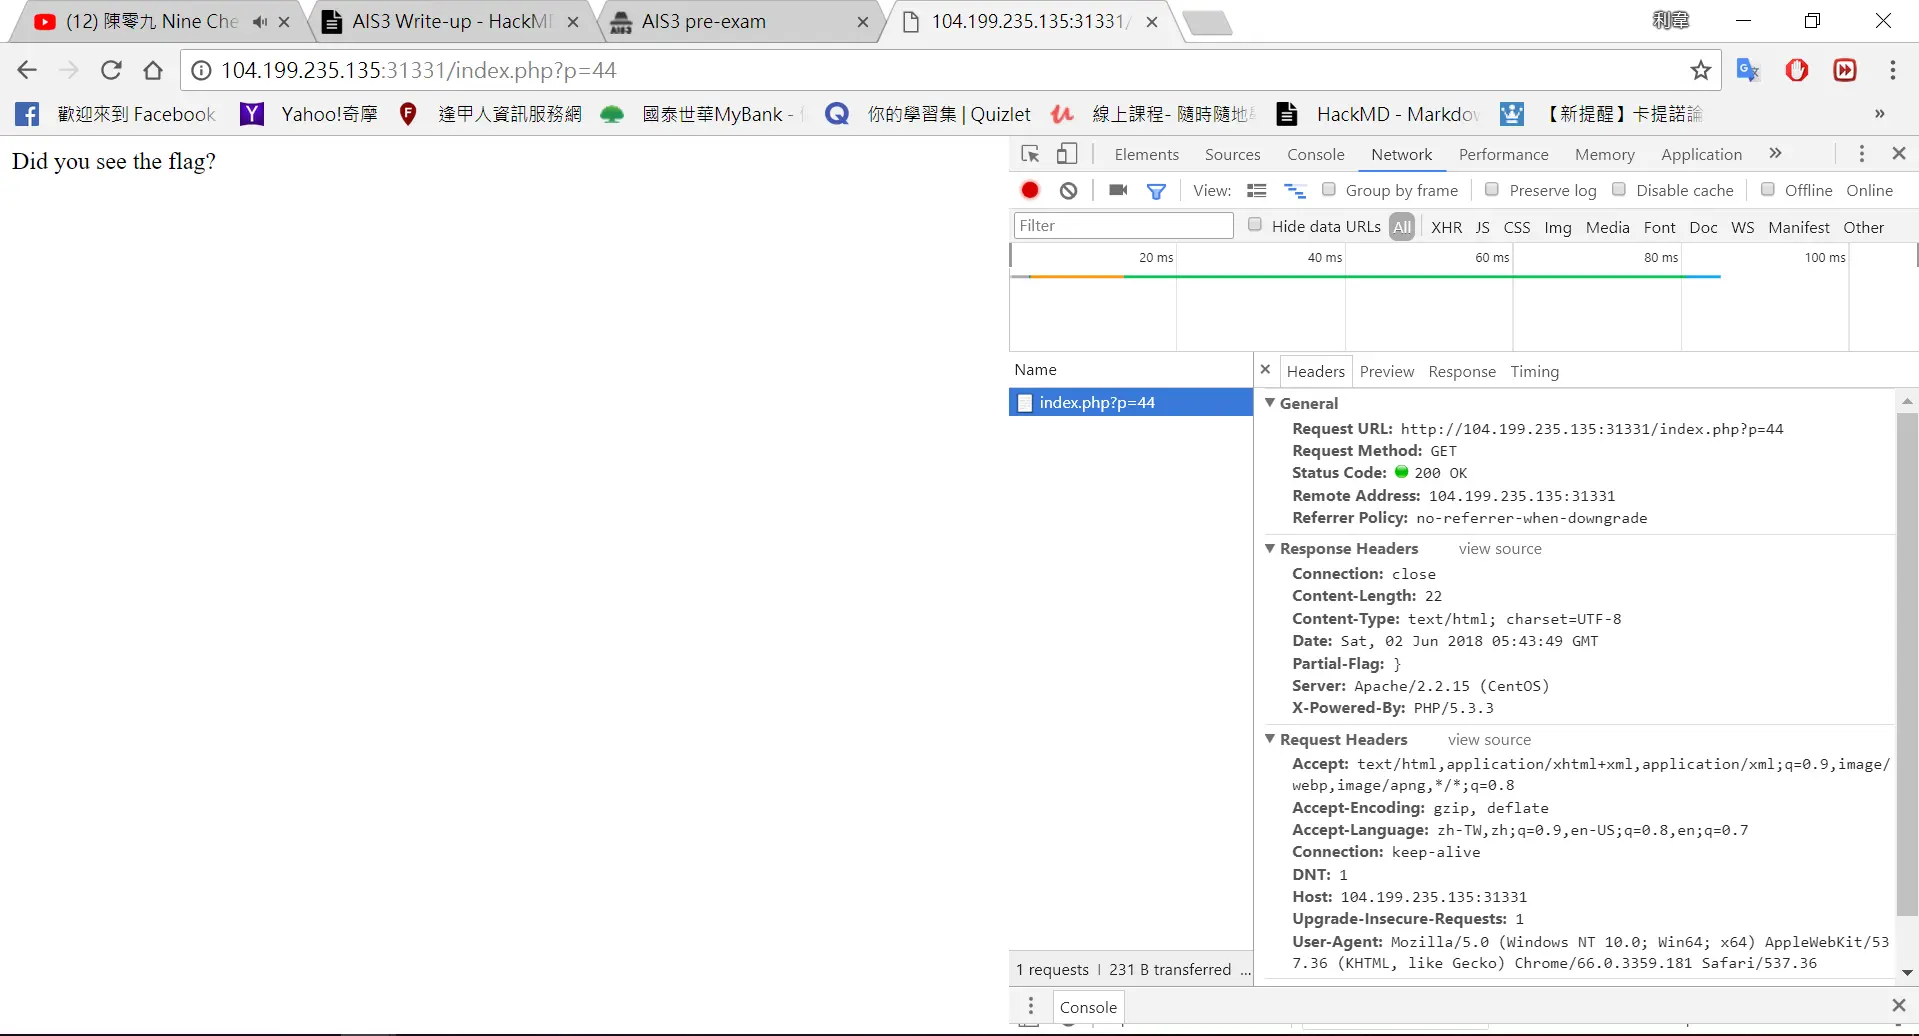 (12) 陳零九 Nine Che
AIS3 Write-up - HackM
AIS3 pre-exam
104.199.235.135:31331/
利韋
104.199.235.135:31331/index.php?p=44
歡迎來到 Facebook
Yahoo!奇摩
逢甲人資訊服務網
國泰世華MyBank -
你的學習集 | Quizlet
線上課程- 隨時隨地
HackMD - Markdo
【新提醒】卡提諾論
»
Did you see the flag?
Elements Sources Console Network Performance Memory Application »
View: Group by frame Preserve log Disable cache Offline Online
Filter Hide data URLs All XHR JS CSS Img Media Font Doc WS Manifest Other
20 ms 40 ms 60 ms 80 ms 100 ms
Name
index.php?p=44
Headers Preview Response Timing
General
Request URL: http://104.199.235.135:31331/index.php?p=44
Request Method: GET
Status Code: 200 OK
Remote Address: 104.199.235.135:31331
Referrer Policy: no-referrer-when-downgrade
Response Headers view source
Connection: close
Content-Length: 22
Content-Type: text/html; charset=UTF-8
Date: Sat, 02 Jun 2018 05:43:49 GMT
Partial-Flag: }
Server: Apache/2.2.15 (CentOS)
X-Powered-By: PHP/5.3.3
Request Headers view source
Accept: text/html,application/xhtml+xml,application/xml;q=0.9,image/
webp,image/apng,*/*;q=0.8
Accept-Encoding: gzip, deflate
Accept-Language: zh-TW,zh;q=0.9,en-US;q=0.8,en;q=0.7
Connection: keep-alive
DNT: 1
Host: 104.199.235.135:31331
Upgrade-Insecure-Requests: 1
User-Agent: Mozilla/5.0 (Windows NT 10.0; Win64; x64) AppleWebKit/53
7.36 (KHTML, like Gecko) Chrome/66.0.3359.181 Safari/537.36
1 requests | 231 B transferred ...
Console